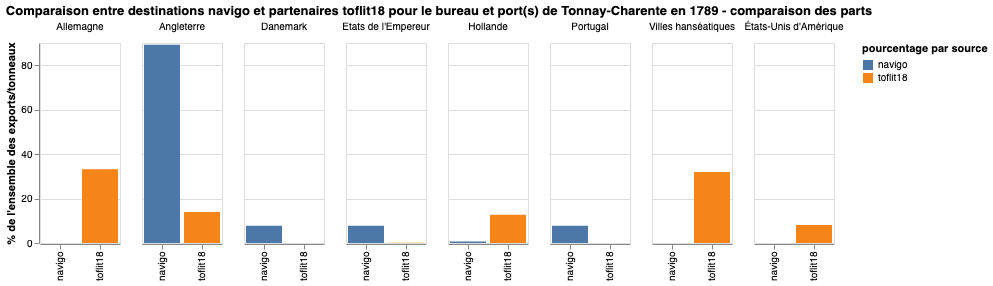 Comparaison entre destinations navigo et partenaires toflit18 pour le bureau et port(s) de Tonnay-Charente en 1789 - comparaison des parts
Allemagne
Angleterre
Danemark
Etats de l'Empereur
Hollande
Portugal
Villes hanséatiques
États-Unis d'Amérique
% de l'ensemble des exports/tonneaux
80
60
40
20
0
navigo
toflit18
navigo
toflit18
navigo
toflit18
navigo
toflit18
navigo
toflit18
navigo
toflit18
navigo
toflit18
navigo
toflit18
pourcentage par source
navigo
toflit18